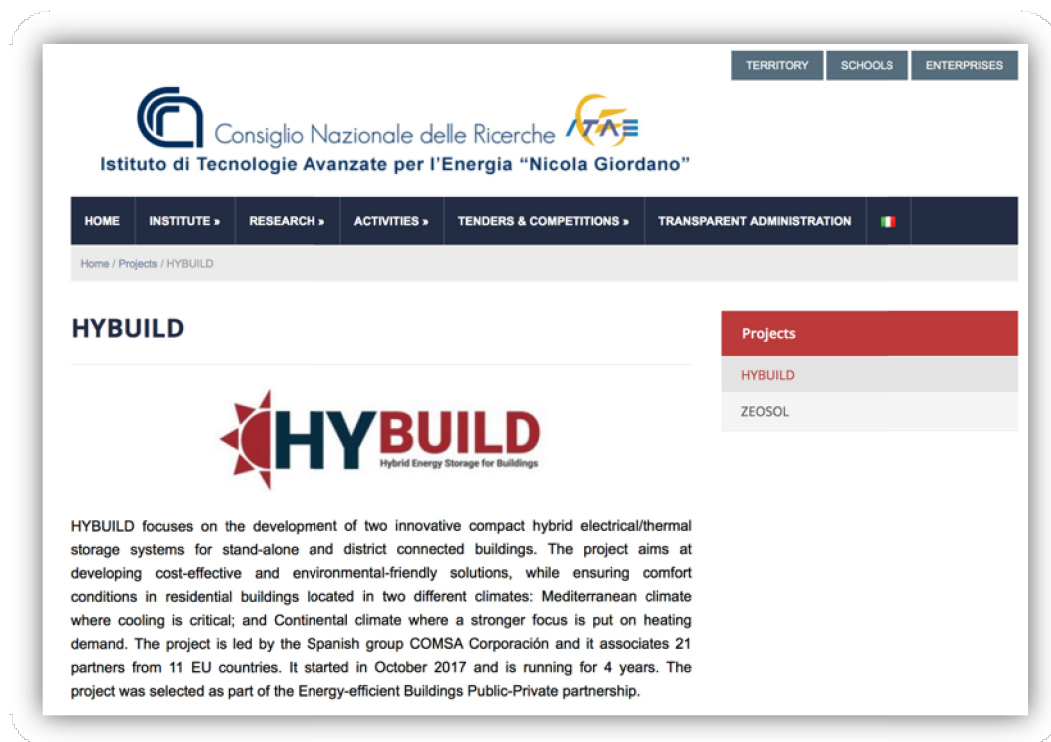 TERRITORY SCHOOLS ENTERPRISES
Consiglio Nazionale delle Ricerche ITAE
Istituto di Tecnologie Avanzate per l'Energia “Nicola Giordano”
HOME INSTITUTE » RESEARCH » ACTIVITIES » TENDERS & COMPETITIONS » TRANSPARENT ADMINISTRATION
Home / Projects / HYBUILD
HYBUILD
HYBUILD
Hybrid Energy Storage for Buildings
HYBUILD focuses on the development of two innovative compact hybrid electrical/thermal
storage systems for stand-alone and district connected buildings. The project aims at
developing cost-effective and environmental-friendly solutions, while ensuring comfort
conditions in residential buildings located in two different climates: Mediterranean climate
where cooling is critical; and Continental climate where a stronger focus is put on heating
demand. The project is led by the Spanish group COMSA Corporación and it associates 21
partners from 11 EU countries. It started in October 2017 and is running for 4 years. The
project was selected as part of the Energy-efficient Buildings Public-Private partnership.
Projects
HYBUILD
ZEOSOL